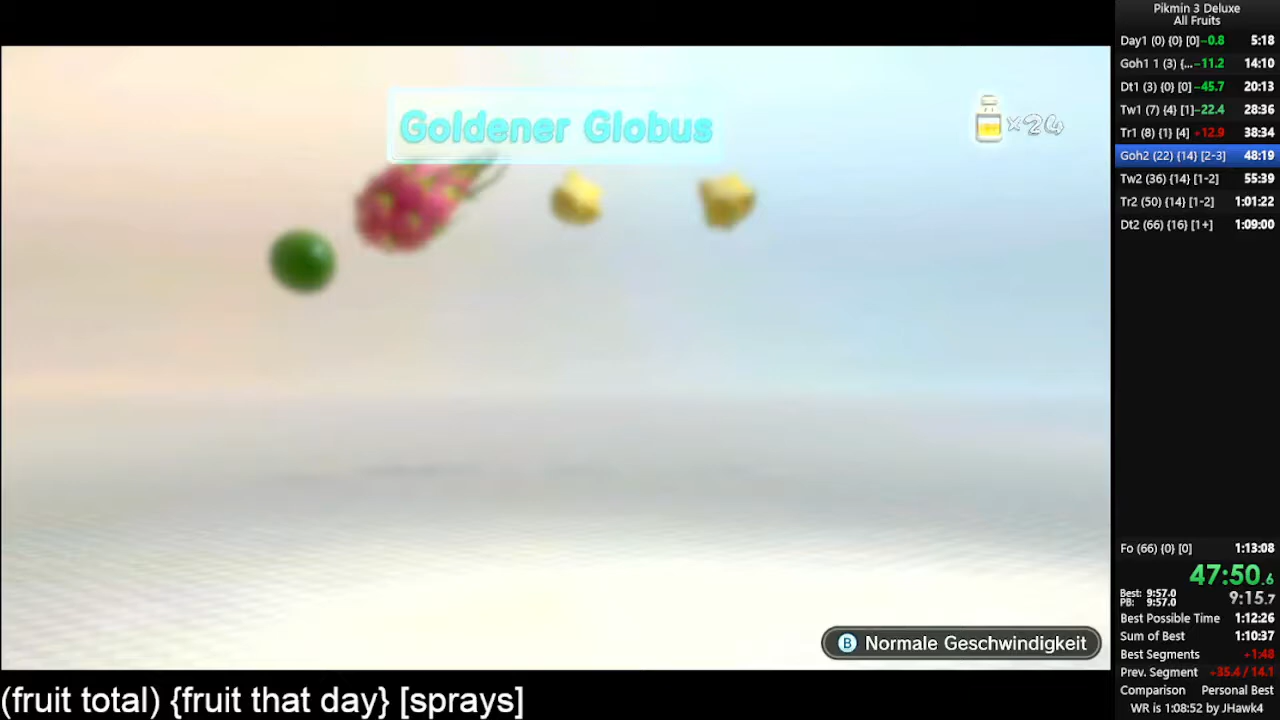 Goldener Globus
×24
B Normale Geschwindigkeit
(fruit total) {fruit that day} [sprays]
Pikmin 3 Deluxe
All Fruits
Day1 (0) {0} [0] −0.8 5:18
Goh1 1 (3) {... −11.2 14:10
Dt1 (3) {0} [0] −45.7 20:13
Tw1 (7) {4} [1] −22.4 28:36
Tr1 (8) {1} [4] +12.9 38:34
Goh2 (22) {14} [2-3] 48:19
Tw2 (36) {14} [1-2] 55:39
Tr2 (50) {14} [1-2] 1:01:22
Dt2 (66) {16} [1+] 1:09:00
Fo (66) {0} [0] 1:13:08
47:50.6
Best: 9:57.0
PB: 9:57.0 9:15.7
Best Possible Time 1:12:26
Sum of Best 1:10:37
Best Segments +1:48
Prev. Segment +35.4 / 14.1
Comparison Personal Best
WR is 1:08:52 by JHawk4